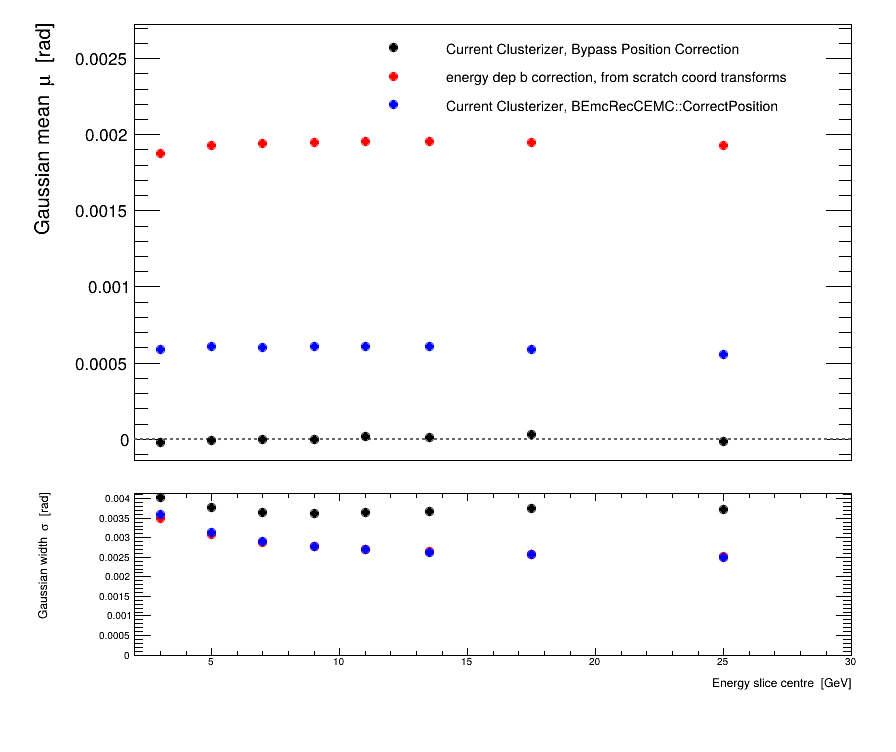 Gaussian mean μ [rad]
0.0025
0.002
0.0015
0.001
0.0005
0
Current Clusterizer, Bypass Position Correction
energy dep b correction, from scratch coord transforms
Current Clusterizer, BEmcRecCEMC::CorrectPosition
Gaussian width σ [rad]
0.004
0.0035
0.003
0.0025
0.002
0.0015
0.001
0.0005
0
5 10 15 20 25 30
Energy slice centre [GeV]